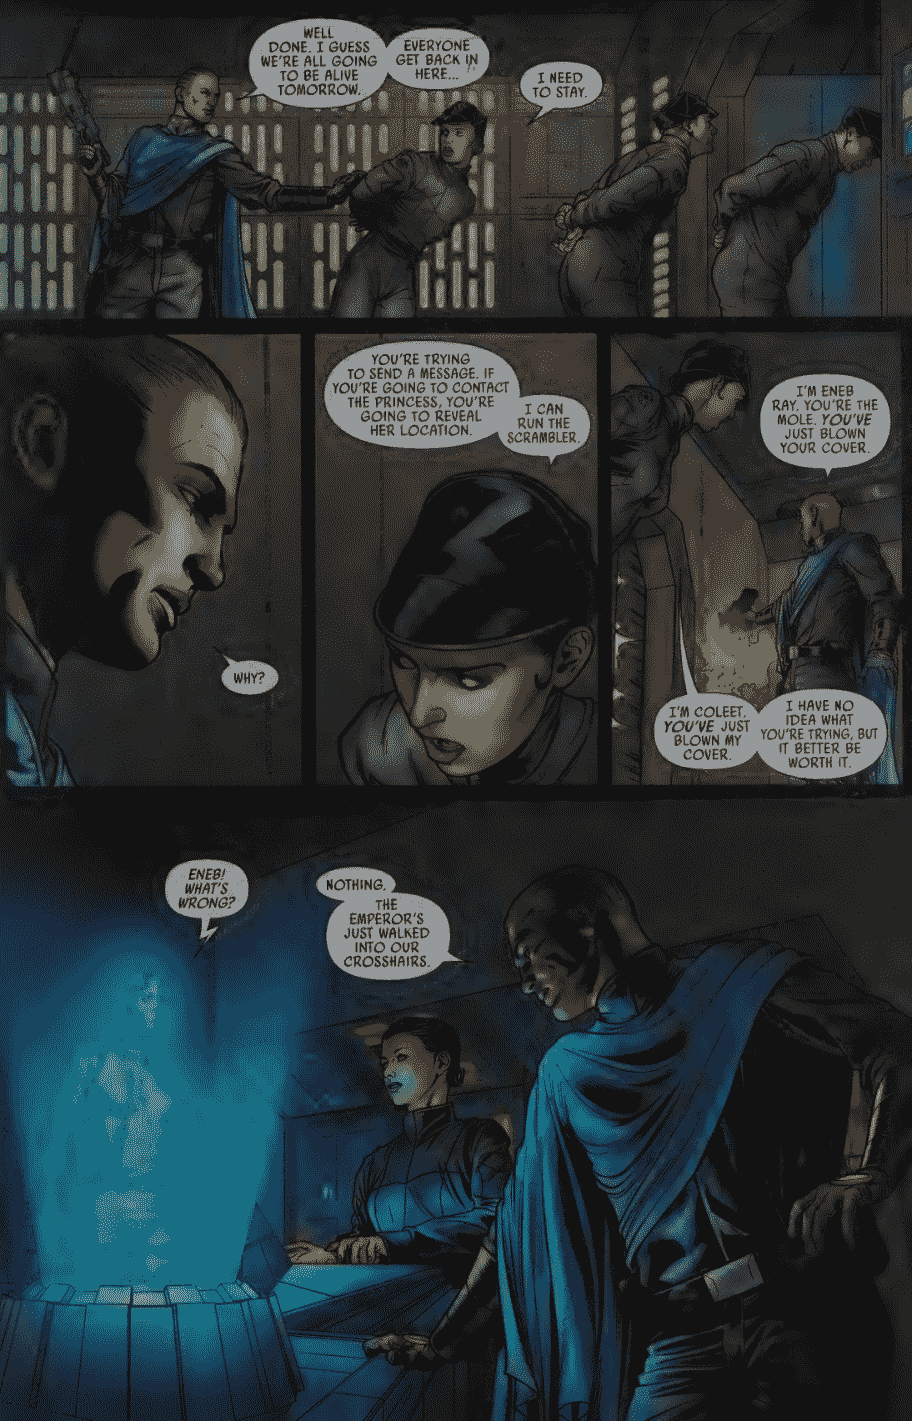 WELL
DONE. I GUESS
WE'RE ALL GOING
TO BE ALIVE
TOMORROW.
EVERYONE
GET BACK IN
HERE...
I NEED
TO STAY.
WHY?
YOU'RE TRYING
TO SEND A MESSAGE. IF
YOU'RE GOING TO CONTACT
THE PRINCESS, YOU'RE
GOING TO REVEAL
HER LOCATION.
I CAN
RUN THE
SCRAMBLER.
I'M ENEB
RAY. YOU'RE THE
MOLE. YOU'VE
JUST BLOWN
YOUR COVER.
I'M COLEET.
YOU'VE JUST
BLOWN MY
COVER.
I HAVE NO
IDEA WHAT
YOU'RE TRYING, BUT
IT BETTER BE
WORTH IT.
ENEB!
WHAT'S
WRONG?
NOTHING.
THE
EMPEROR'S
JUST WALKED
INTO OUR
CROSSHAIRS.